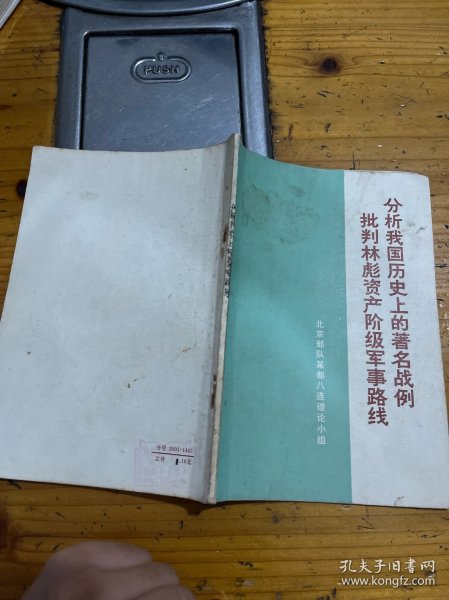 PUSH
分析我国历史上的著名战例
批判林彪资产阶级军事路线
北京部队某部八连理论小组
定价
孔夫子旧书网
www.kongfz.com